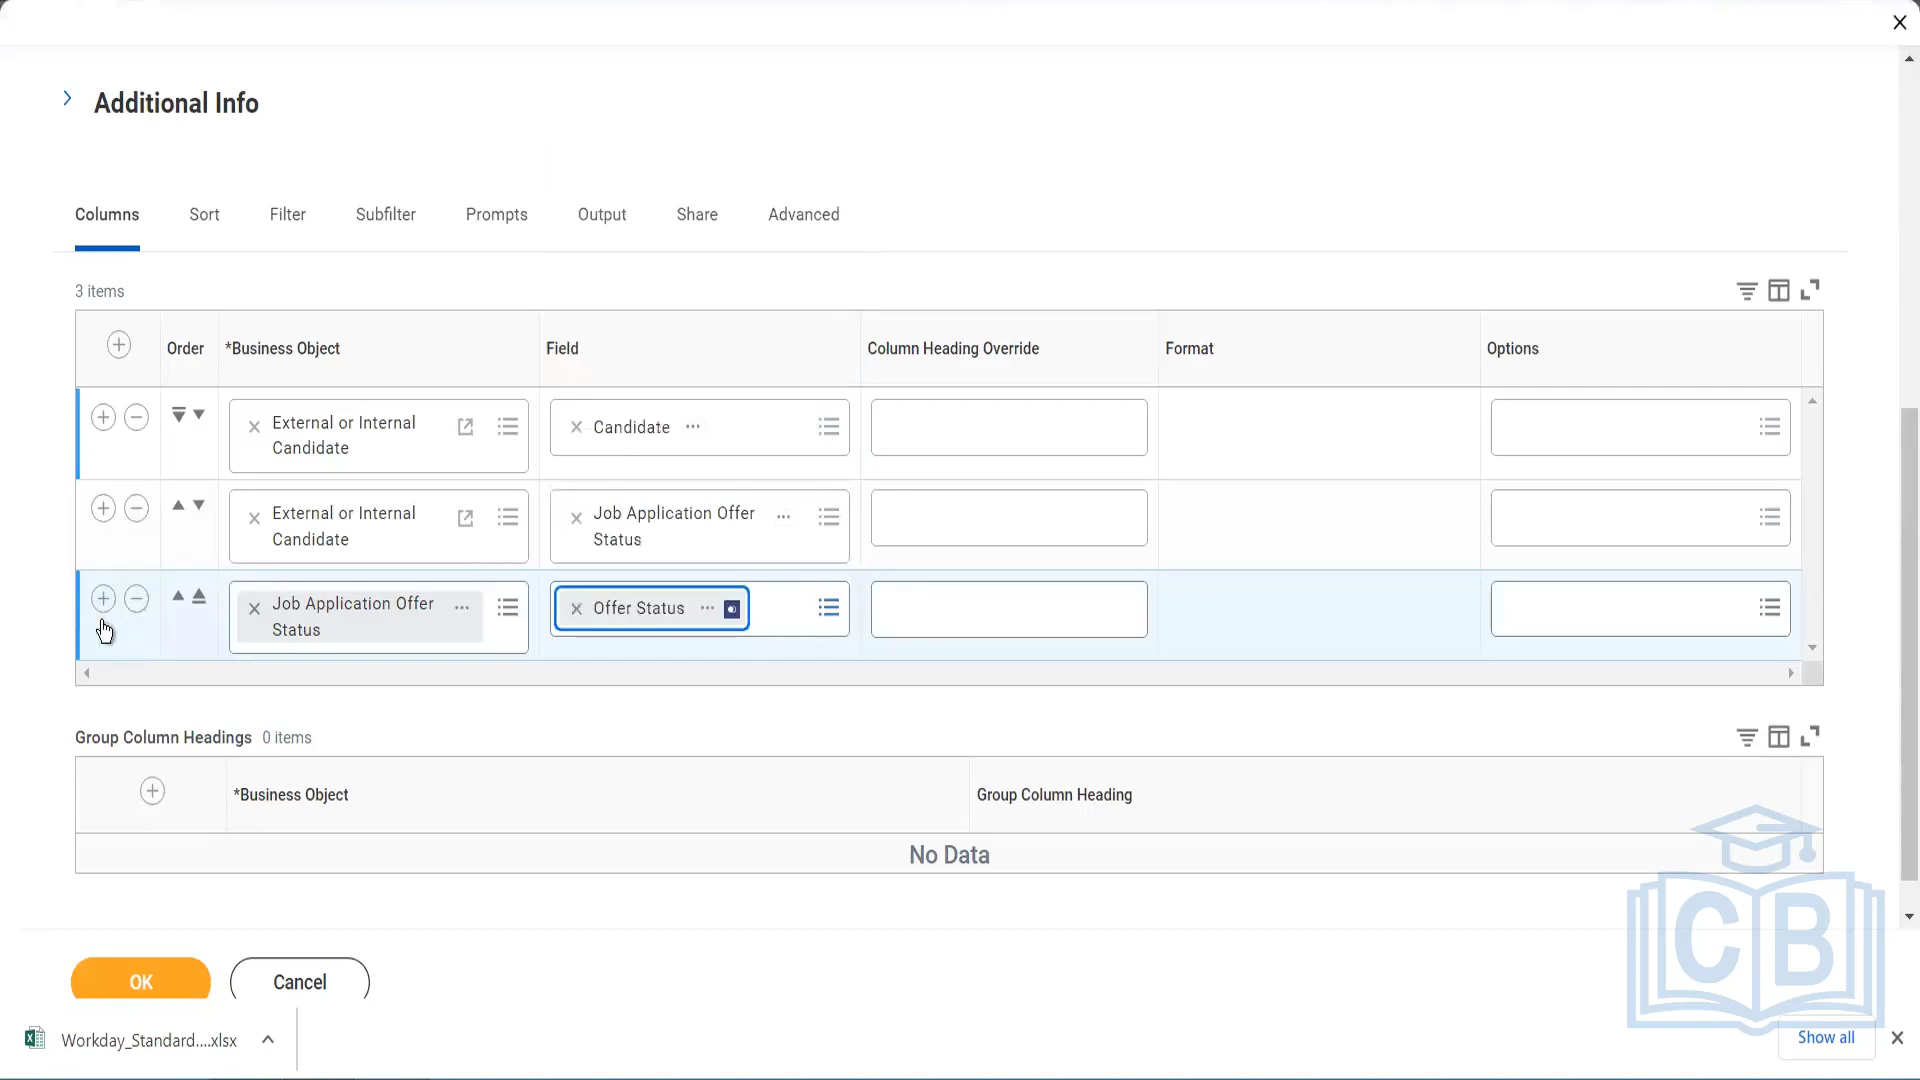 Additional Info
Columns Sort Filter Subfilter Prompts Output Share Advanced
3 items
Order *Business Object Field Column Heading Override Format Options
External or Internal
Candidate
Candidate
External or Internal
Candidate
Job Application Offer
Status
Job Application Offer
Status
Offer Status
Group Column Headings 0 items
*Business Object Group Column Heading
No Data
CB
OK Cancel
Workday_Standard....xlsx
Show all